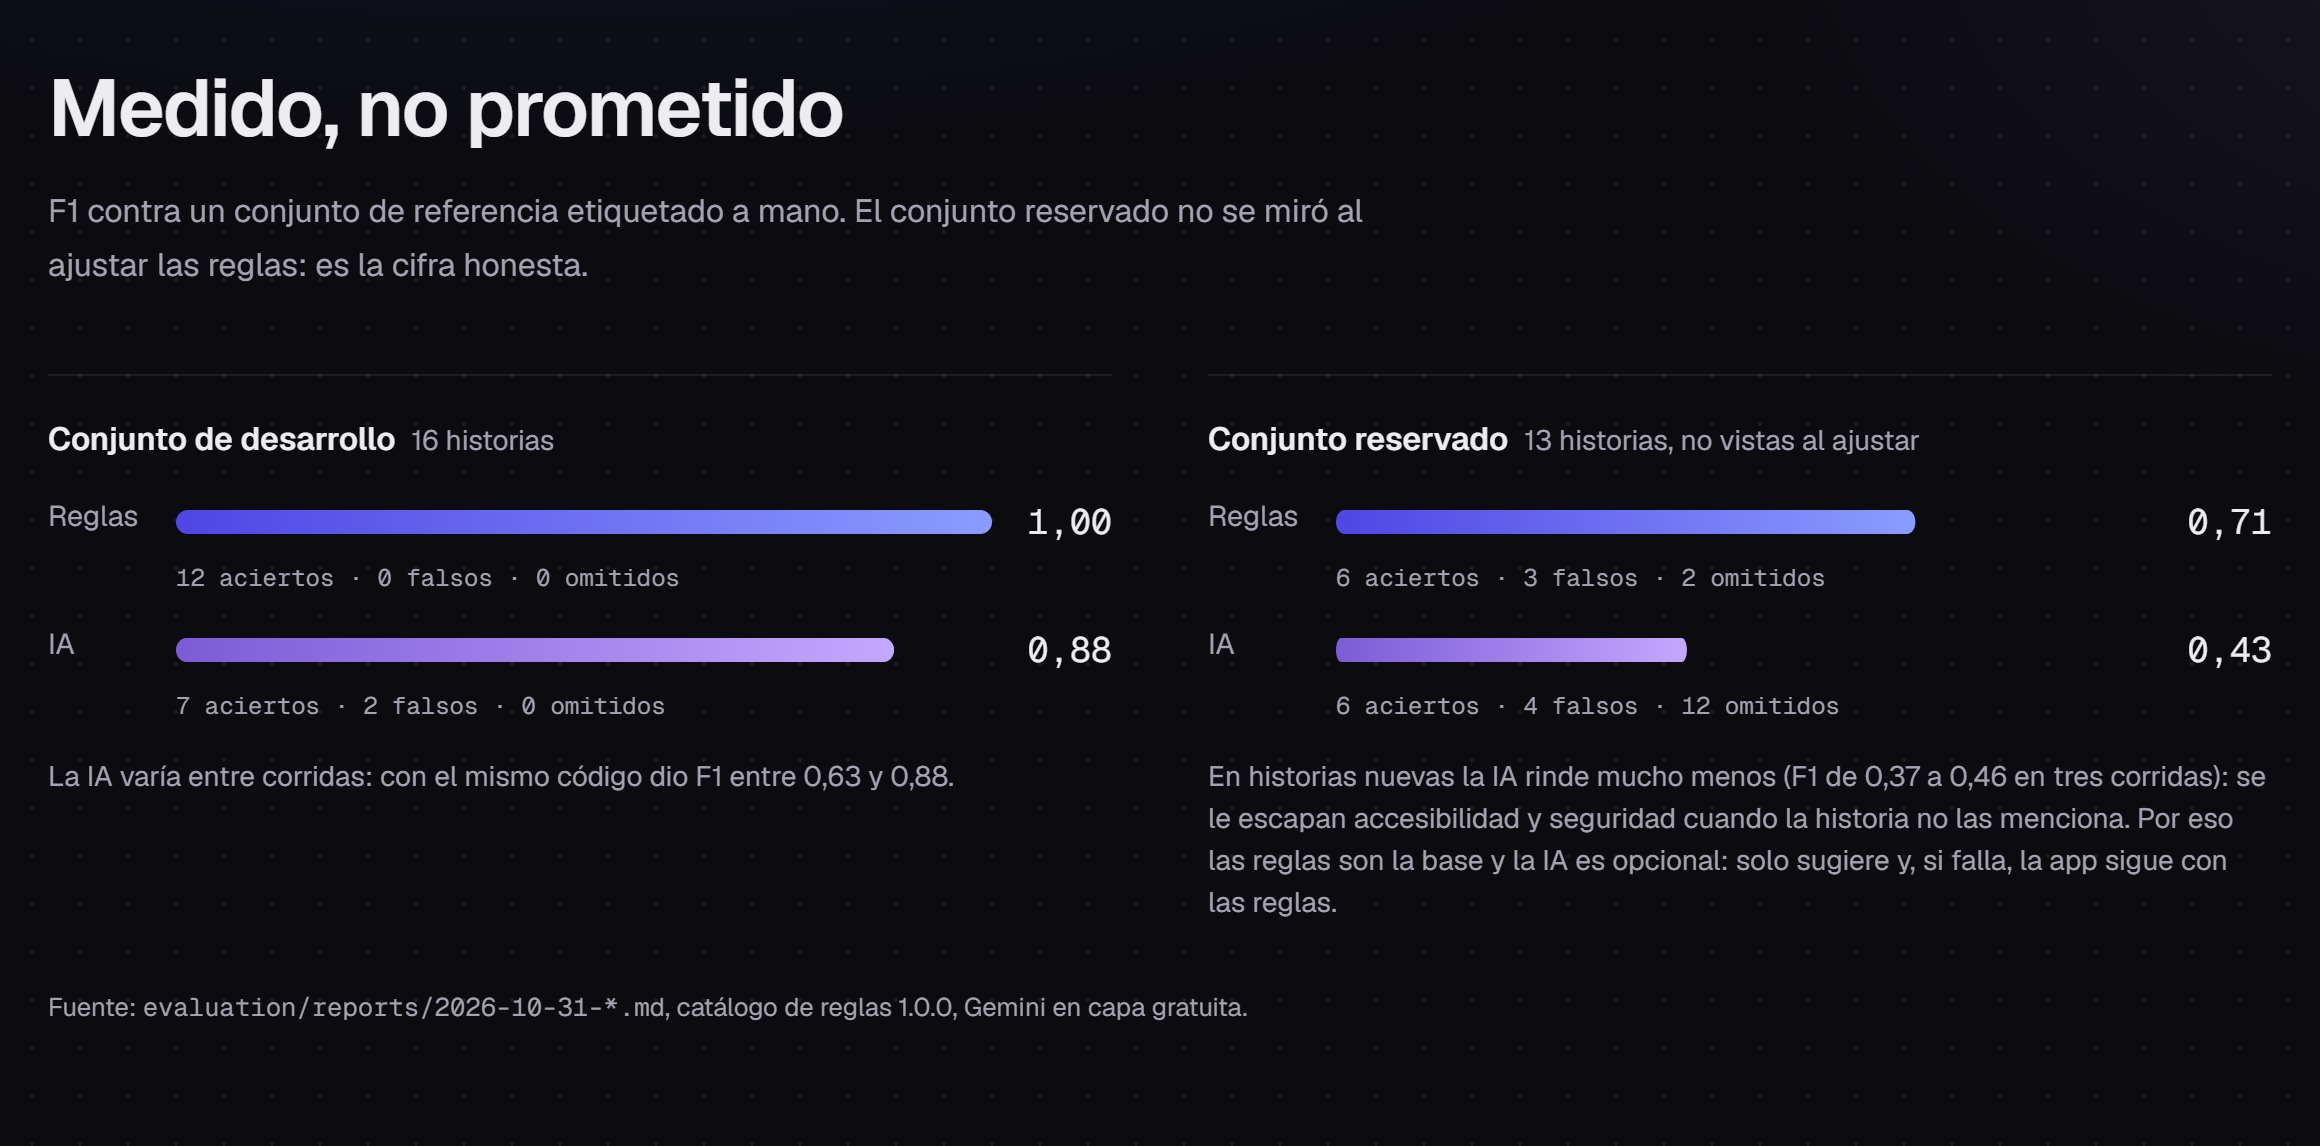 Medido, no prometido
F1 contra un conjunto de referencia etiquetado a mano. El conjunto reservado no se miró al
ajustar las reglas: es la cifra honesta.
Conjunto de desarrollo 16 historias
Reglas 1,00
12 aciertos · 0 falsos · 0 omitidos
IA 0,88
7 aciertos · 2 falsos · 0 omitidos
La IA varía entre corridas: con el mismo código dio F1 entre 0,63 y 0,88.
Conjunto reservado 13 historias, no vistas al ajustar
Reglas 0,71
6 aciertos · 3 falsos · 2 omitidos
IA 0,43
6 aciertos · 4 falsos · 12 omitidos
En historias nuevas la IA rinde mucho menos (F1 de 0,37 a 0,46 en tres corridas): se
le escapan accesibilidad y seguridad cuando la historia no las menciona. Por eso
las reglas son la base y la IA es opcional: solo sugiere y, si falla, la app sigue con
las reglas.
Fuente: evaluation/reports/2026-10-31-*.md, catálogo de reglas 1.0.0, Gemini en capa gratuita.